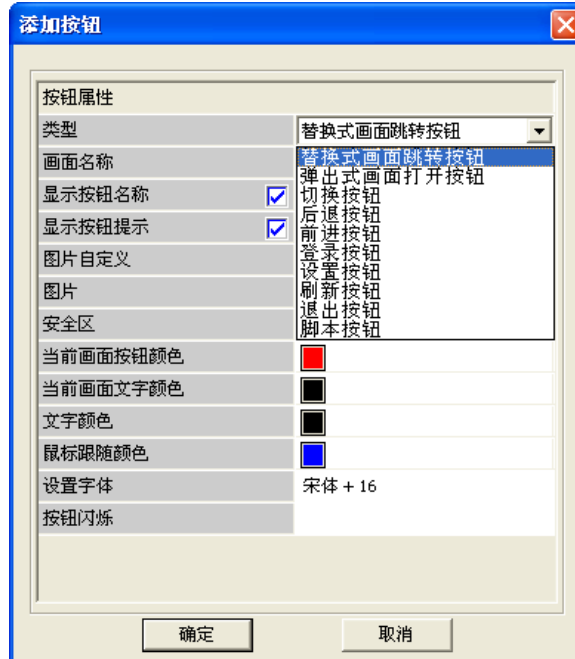 添加按钮
按钮属性
类型
替换式画面跳转按钮
画面名称
替换式画面跳转按钮
弹出式画面打开按钮
切换按钮
后退按钮
前进按钮
登录按钮
设置按钮
刷新按钮
退出按钮
脚本按钮
显示按钮名称
显示按钮提示
图片自定义
图片
安全区
当前画面按钮颜色
当前画面文字颜色
文字颜色
鼠标跟随颜色
设置字体
宋体 + 16
按钮闪烁
确定
取消